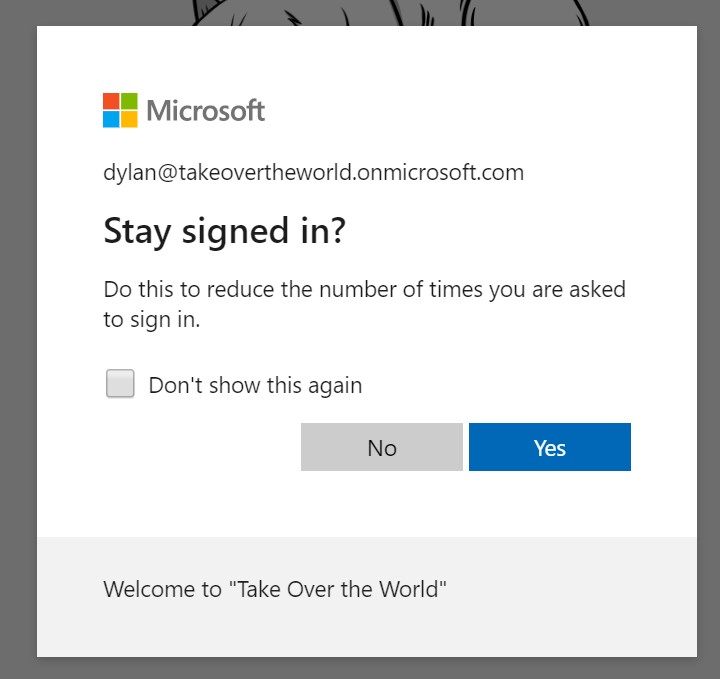 Microsoft
dylan@takeovertheworld.onmicrosoft.com
Stay signed in?
Do this to reduce the number of times you are asked
to sign in.
Don't show this again
No
Yes
Welcome to "Take Over the World"